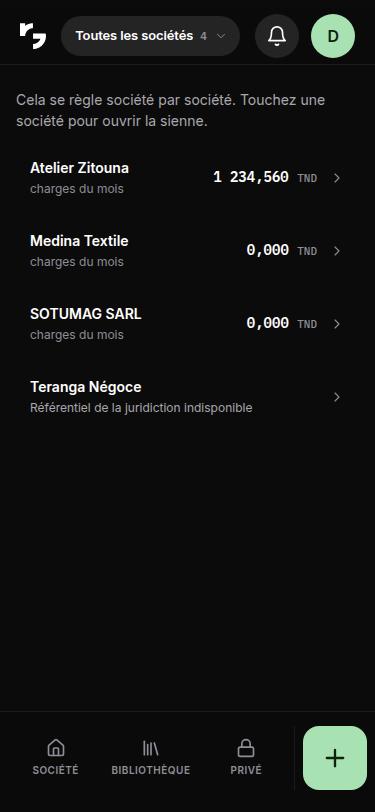 Toutes les sociétés 4
D
Cela se règle société par société. Touchez une
société pour ouvrir la sienne.
Atelier Zitouna
charges du mois
1 234,560 TND
Medina Textile
charges du mois
0,000 TND
SOTUMAG SARL
charges du mois
0,000 TND
Teranga Négoce
Référentiel de la juridiction indisponible
SOCIÉTÉ
BIBLIOTHÈQUE
PRIVÉ